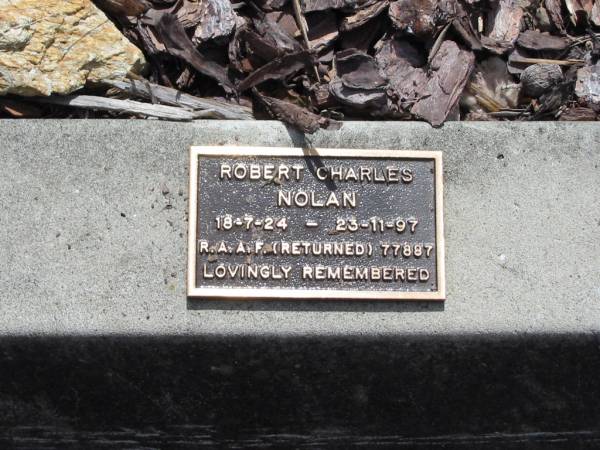 ROBERT CHARLES
NOLAN
18-7-24 - 23-11-97
R.A.A.F. (RETURNED) 77887
LOVINGLY REMEMBERED